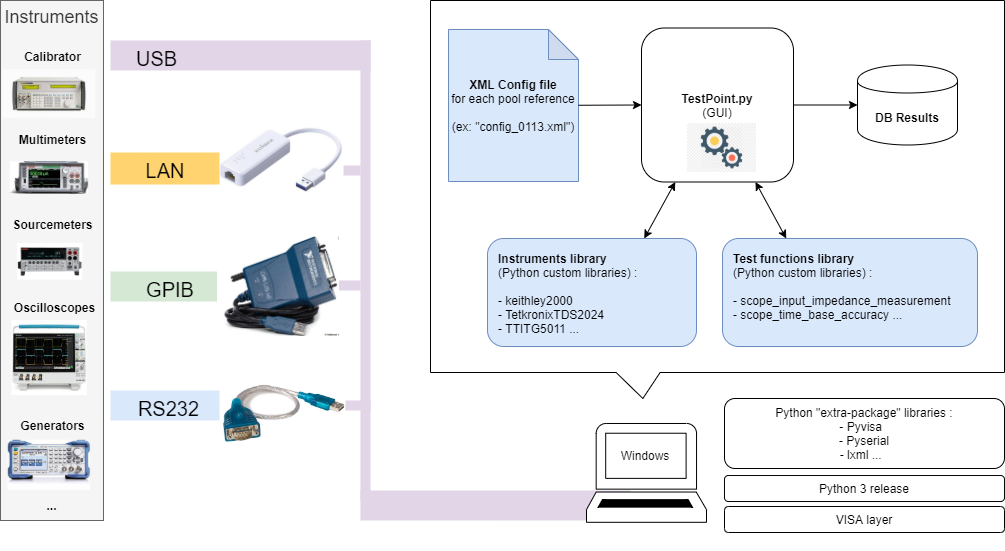 Instruments
Calibrator
Multimeters
Sourcemeters
Oscilloscopes
Generators
...
USB
LAN
GPIB
RS232
XML Config file
for each pool reference
(ex: "config_0113.xml")
TestPoint.py
(GUI)
DB Results
Instruments library
(Python custom libraries) :
- keithley2000
- TetkronixTDS2024
- TTITG5011 ...
Test functions library
(Python custom libraries) :
- scope_input_impedance_measurement
- scope_time_base_accuracy ...
Windows
Python "extra-package" libraries :
- Pyvisa
- Pyserial
- lxml ...
Python 3 release
VISA layer